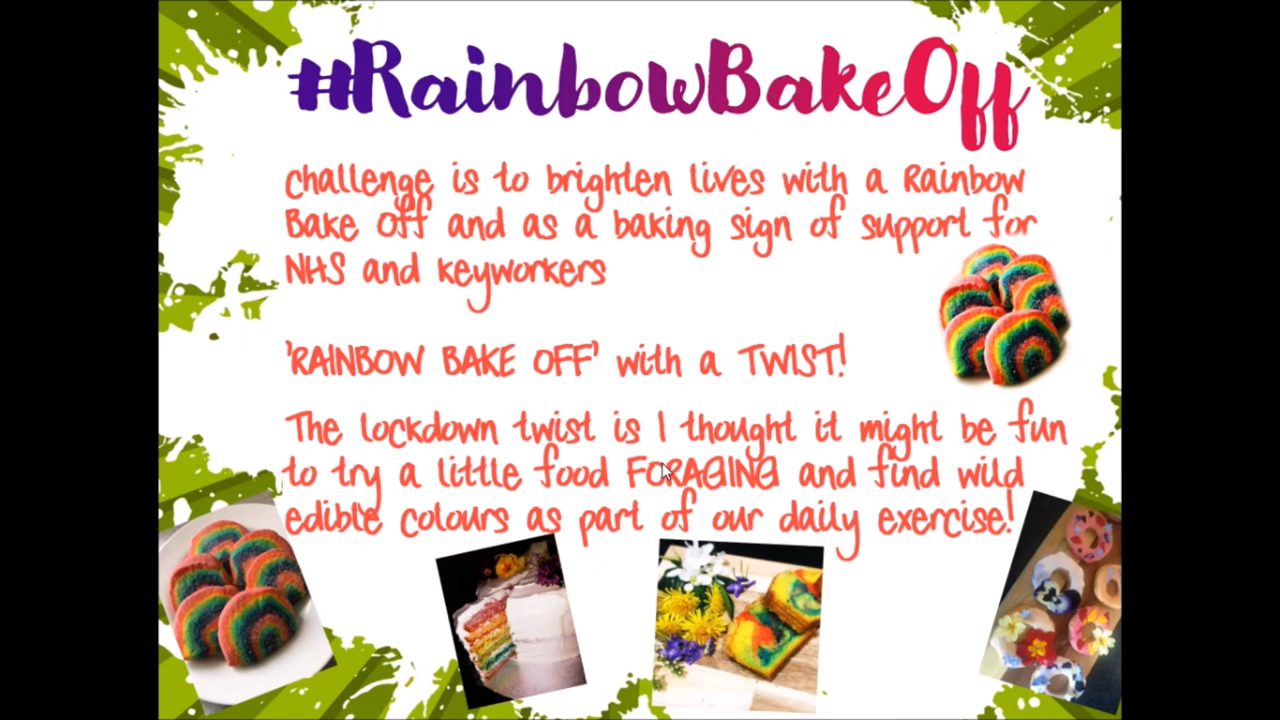 #RainbowBakeOff
Challenge is to brighten lives with a Rainbow
Bake Off and as a baking sign of support for
NHS and keyworkers
'RAINBOW BAKE OFF' with a TWIST!
The lockdown twist is I thought it might be fun
to try a little food FORAGING and find wild
edible colours as part of our daily exercise!